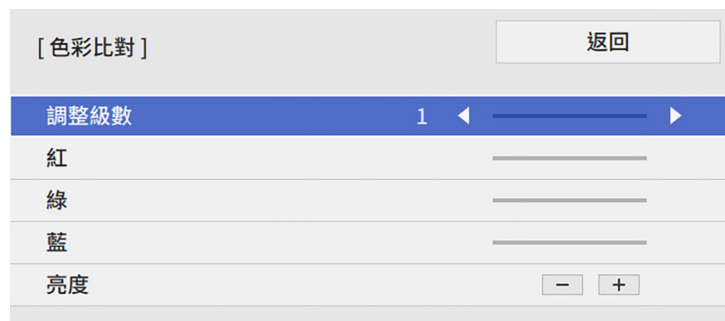 [ 色彩比對 ]
返回
調整級數 1
紅
綠
藍
亮度 − +